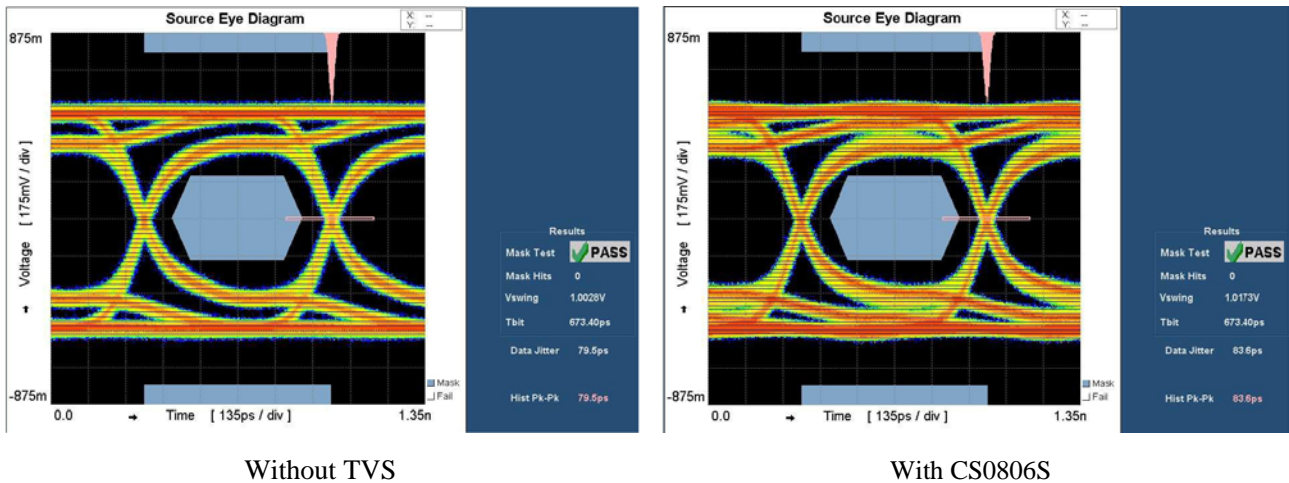 Source Eye Diagram
X: --
Y: --
875m
Voltage [ 175mV / div ]
-875m
0.0
Time [ 135ps / div ]
1.35n
Mask
Fail
Results
Mask Test PASS
Mask Hits 0
Vswing 1.0028V
Tbit 673.40ps
Data Jitter 79.5ps
Hist Pk-Pk 79.5ps
Without TVS
Source Eye Diagram
X: --
Y: --
875m
Voltage [ 175mV / div ]
-875m
0.0
Time [ 135ps / div ]
1.35n
Mask
Fail
Results
Mask Test PASS
Mask Hits 0
Vswing 1.0173V
Tbit 673.40ps
Data Jitter 83.6ps
Hist Pk-Pk 83.6ps
With CS0806S